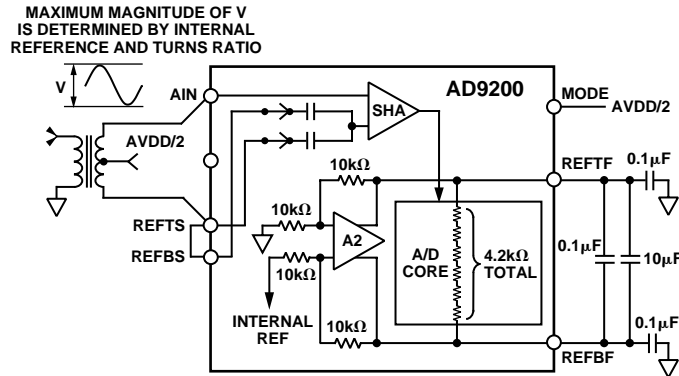 MAXIMUM MAGNITUDE OF V
IS DETERMINED BY INTERNAL
REFERENCE AND TURNS RATIO
V
AIN
AVDD/2
SHA
AD9200
MODE
AVDD/2
REFTF
0.1µF
10kΩ
REFTS
10kΩ
REFBS
A2
A/D
CORE
4.2kΩ
TOTAL
0.1µF
10µF
10kΩ
INTERNAL
REF
10kΩ
0.1µF
REFBF